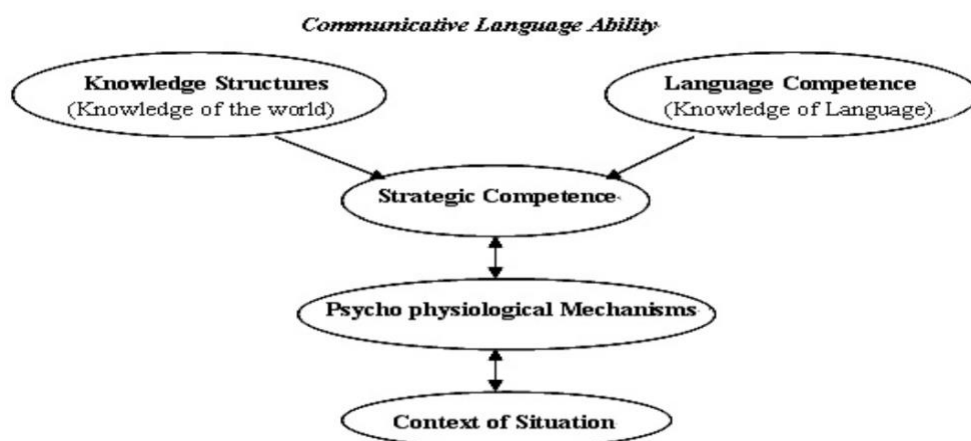 Communicative Language Ability
Knowledge Structures
(Knowledge of the world)
Language Competence
(Knowledge of Language)
Strategic Competence
Psycho physiological Mechanisms
Context of Situation